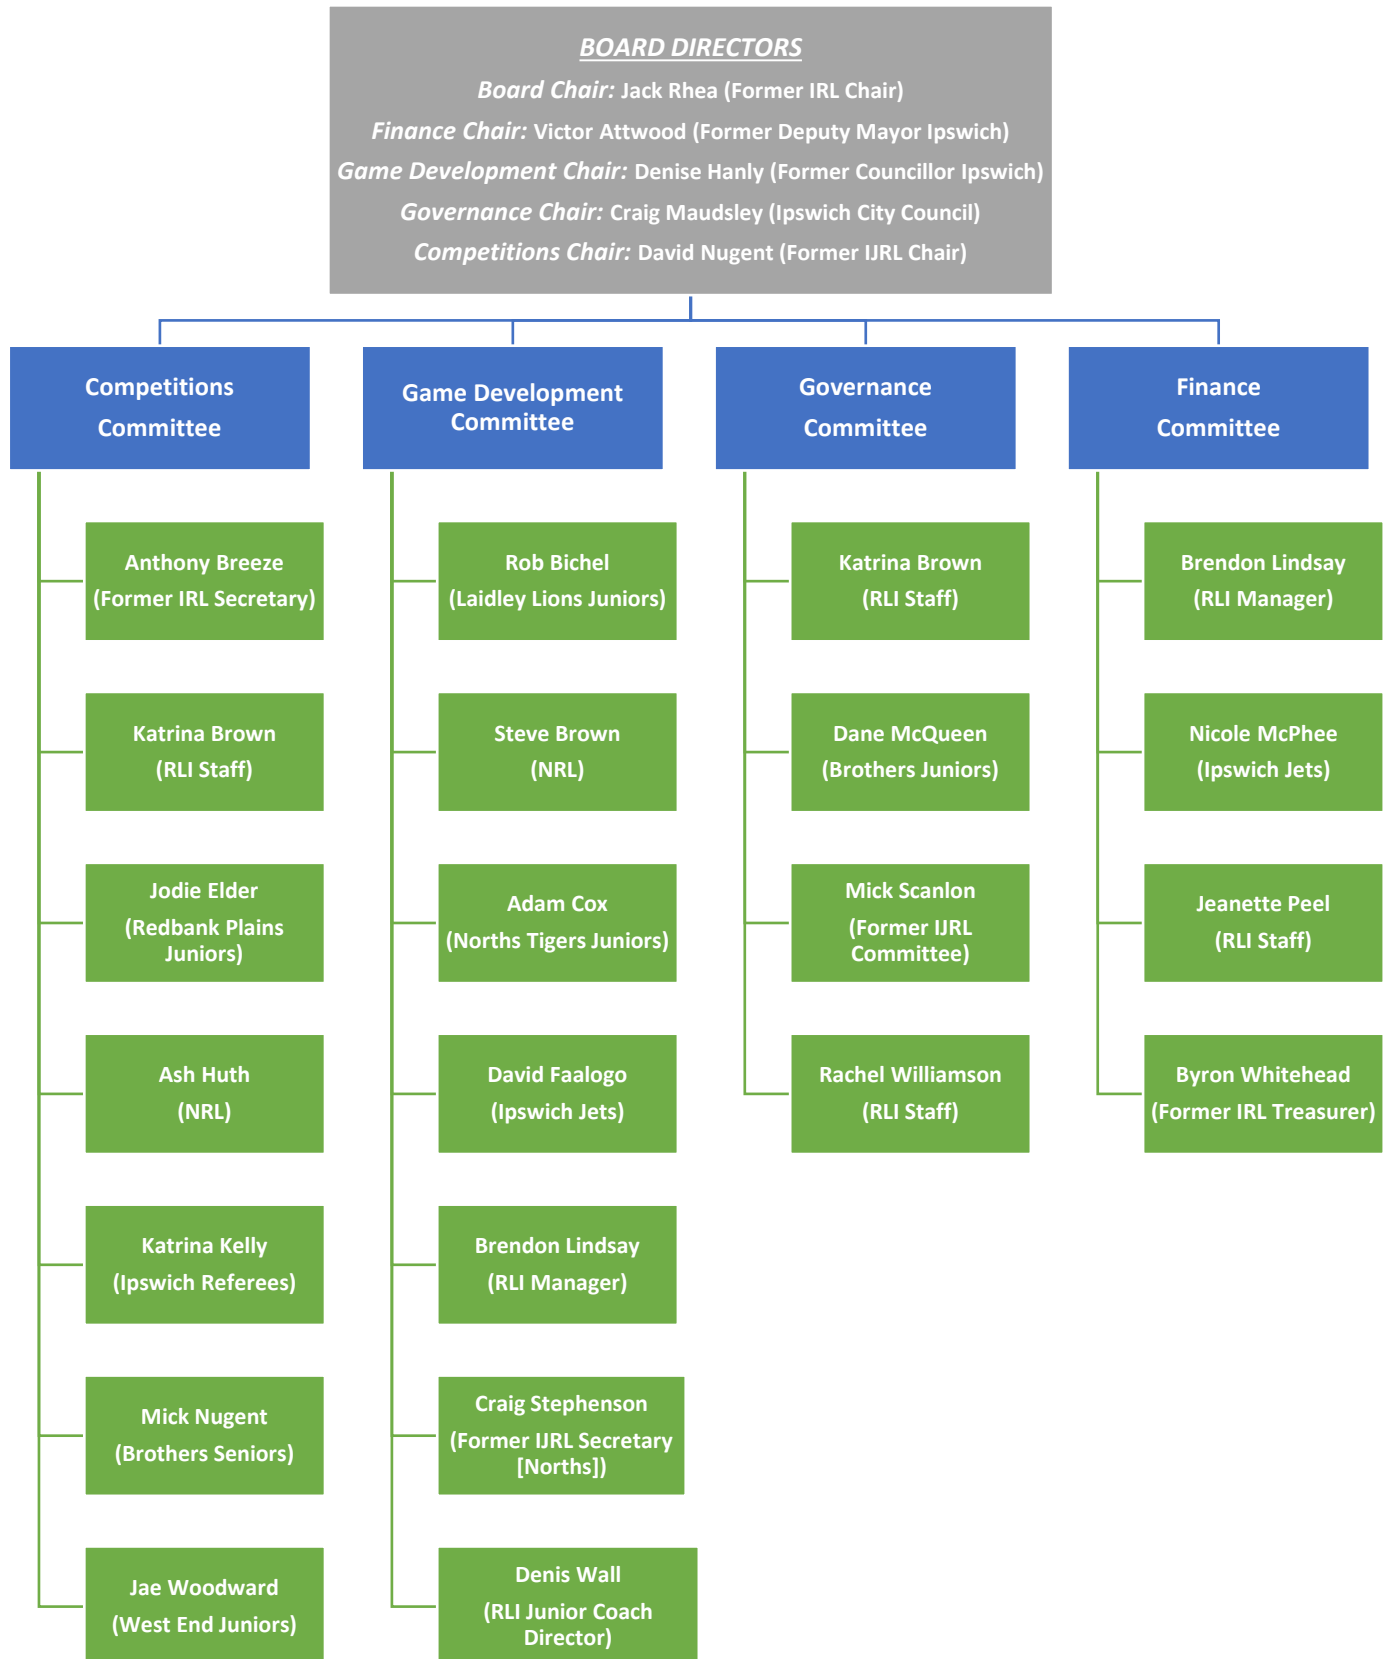 BOARD DIRECTORS
Board Chair: Jack Rhea (Former IRL Chair)
Finance Chair: Victor Attwood (Former Deputy Mayor Ipswich)
Game Development Chair: Denise Hanly (Former Councillor Ipswich)
Governance Chair: Craig Maudsley (Ipswich City Council)
Competitions Chair: David Nugent (Former IJRL Chair)
Competitions
Committee
Anthony Breeze
(Former IRL Secretary)
Katrina Brown
(RLI Staff)
Jodie Elder
(Redbank Plains
Juniors)
Ash Huth
(NRL)
Katrina Kelly
(Ipswich Referees)
Mick Nugent
(Brothers Seniors)
Jae Woodward
(West End Juniors)
Game Development
Committee
Rob Bichel
(Laidley Lions Juniors)
Steve Brown
(NRL)
Adam Cox
(Norths Tigers Juniors)
David Faalogo
(Ipswich Jets)
Brendon Lindsay
(RLI Manager)
Craig Stephenson
(Former IJRL Secretary
[Norths])
Denis Wall
(RLI Junior Coach
Director)
Governance
Committee
Katrina Brown
(RLI Staff)
Dane McQueen
(Brothers Juniors)
Mick Scanlon
(Former IJRL
Committee)
Rachel Williamson
(RLI Staff)
Finance
Committee
Brendon Lindsay
(RLI Manager)
Nicole McPhee
(Ipswich Jets)
Jeanette Peel
(RLI Staff)
Byron Whitehead
(Former IRL Treasurer)